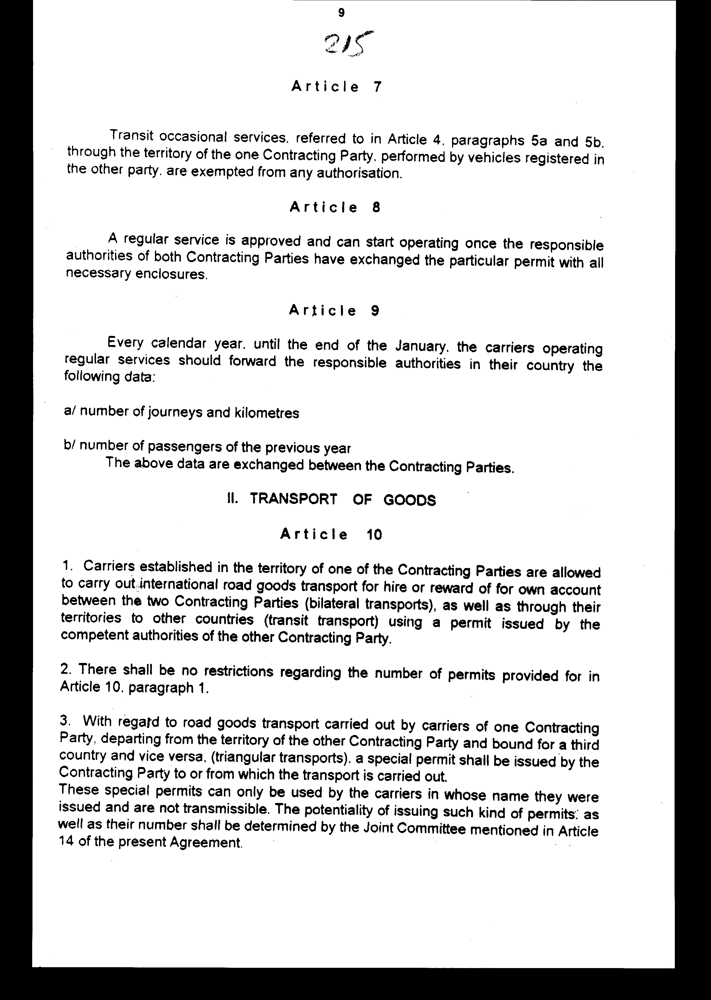 9
215
Article 7
Transit occasional services, referred to in Article 4, paragraphs 5a and 5b,
through the territory of the one Contracting Party, performed by vehicles registered in
the other party, are exempted from any authorisation.
Article 8
A regular service is approved and can start operating once the responsible
authorities of both Contracting Parties have exchanged the particular permit with all
necessary enclosures.
Article 9
Every calendar year, until the end of the January, the carriers operating
regular services should forward the responsible authorities in their country the
following data:
a/ number of journeys and kilometres
b/ number of passengers of the previous year
The above data are exchanged between the Contracting Parties.
II. TRANSPORT OF GOODS
Article 10
1. Carriers established in the territory of one of the Contracting Parties are allowed
to carry out international road goods transport for hire or reward of for own account
between the two Contracting Parties (bilateral transports), as well as through their
territories to other countries (transit transport) using a permit issued by the
competent authorities of the other Contracting Party.
2. There shall be no restrictions regarding the number of permits provided for in
Article 10, paragraph 1.
3. With regard to road goods transport carried out by carriers of one Contracting
Party, departing from the territory of the other Contracting Party and bound for a third
country and vice versa, (triangular transports), a special permit shall be issued by the
Contracting Party to or from which the transport is carried out.
These special permits can only be used by the carriers in whose name they were
issued and are not transmissible. The potentiality of issuing such kind of permits, as
well as their number shall be determined by the Joint Committee mentioned in Article
14 of the present Agreement.